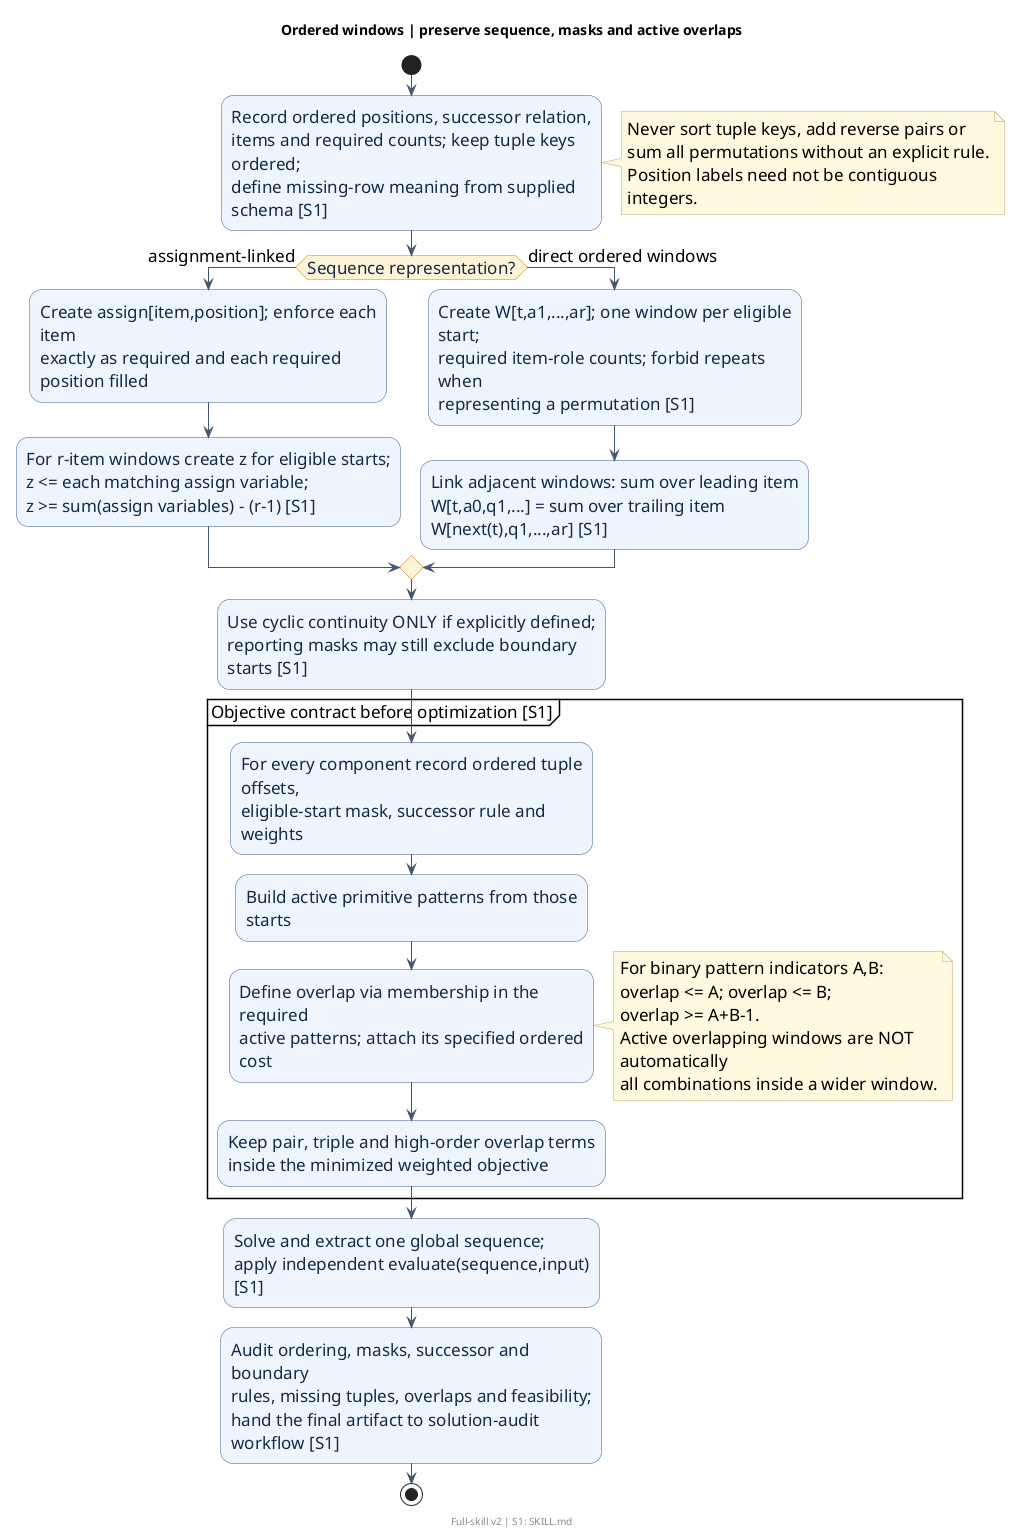 Ordered windows | preserve sequence, masks and active overlaps
Record ordered positions, successor relation,
items and required counts; keep tuple keys
ordered;
define missing-row meaning from supplied
schema [S1]
Never sort tuple keys, add reverse pairs or
sum all permutations without an explicit rule.
Position labels need not be contiguous
integers.
Sequence representation?
assignment-linked
direct ordered windows
Create assign[item,position]; enforce each
item
exactly as required and each required
position filled
For r-item windows create z for eligible starts;
z <= each matching assign variable;
z >= sum(assign variables) - (r-1) [S1]
Create W[t,a1,...,ar]; one window per eligible
start;
required item-role counts; forbid repeats
when
representing a permutation [S1]
Link adjacent windows: sum over leading item
W[t,a0,q1,...] = sum over trailing item
W[next(t),q1,...,ar] [S1]
Use cyclic continuity ONLY if explicitly defined;
reporting masks may still exclude boundary
starts [S1]
Objective contract before optimization [S1]
For every component record ordered tuple
offsets,
eligible-start mask, successor rule and
weights
Build active primitive patterns from those
starts
Define overlap via membership in the
required
active patterns; attach its specified ordered
cost
For binary pattern indicators A,B:
overlap <= A; overlap <= B;
overlap >= A+B-1.
Active overlapping windows are NOT
automatically
all combinations inside a wider window.
Keep pair, triple and high-order overlap terms
inside the minimized weighted objective
Solve and extract one global sequence;
apply independent evaluate(sequence,input)
[S1]
Audit ordering, masks, successor and
boundary
rules, missing tuples, overlaps and feasibility;
hand the final artifact to solution-audit
workflow [S1]
Full-skill v2 | S1: SKILL.md